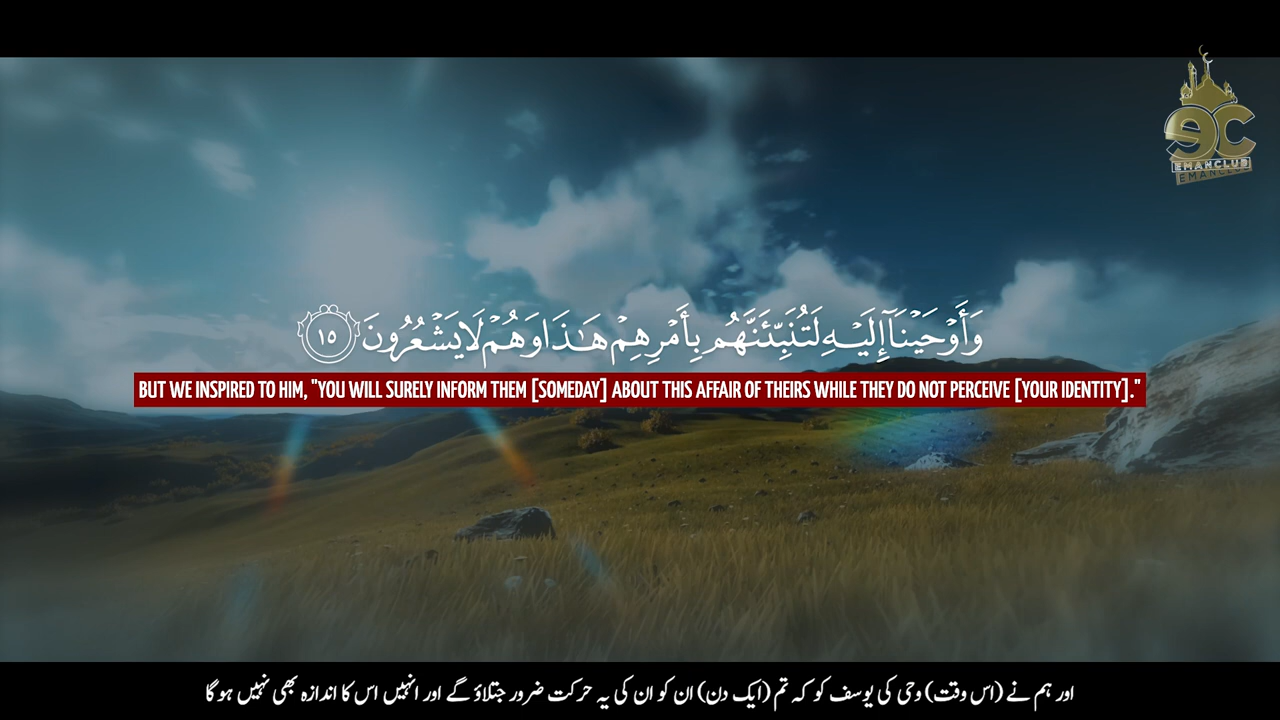 EC
EMANCLUB
وَأَوۡحَيۡنَآ إِلَيۡهِ لَتُنَبِّئَنَّهُم بِأَمۡرِهِمۡ هَـٰذَا وَهُمۡ لَا يَشۡعُرُونَ ١٥
BUT WE INSPIRED TO HIM, "YOU WILL SURELY INFORM THEM [SOMEDAY] ABOUT THIS AFFAIR OF THEIRS WHILE THEY DO NOT PERCEIVE [YOUR IDENTITY]."
اور ہم نے (اس وقت) وحی کی یوسف کو کہ تم (ایک دن) ان کو ان کی یہ حرکت ضرور جتلاؤ گے اور انہیں اس کا اندازہ بھی نہیں ہو گا